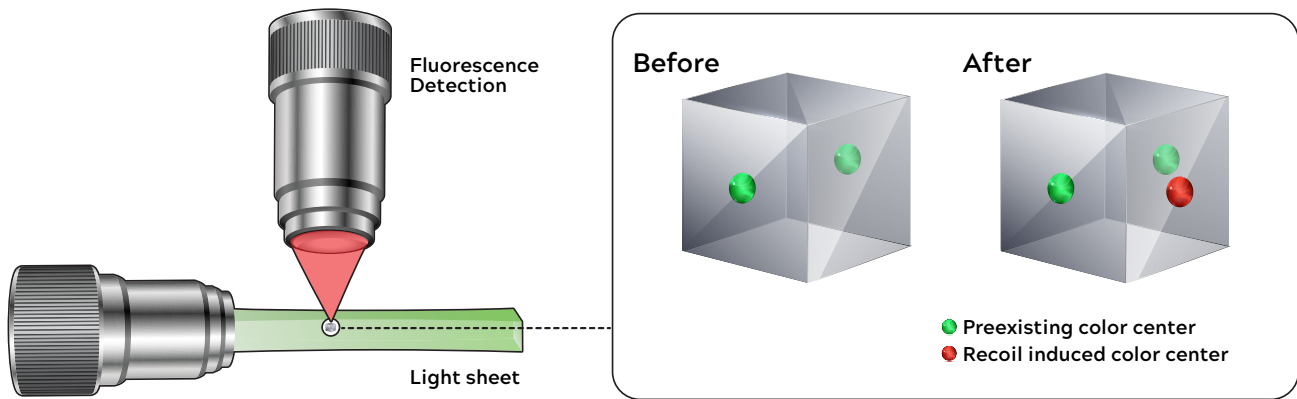 Fluorescence
Detection
Light sheet
Before
After
Preexisting color center
Recoil induced color center